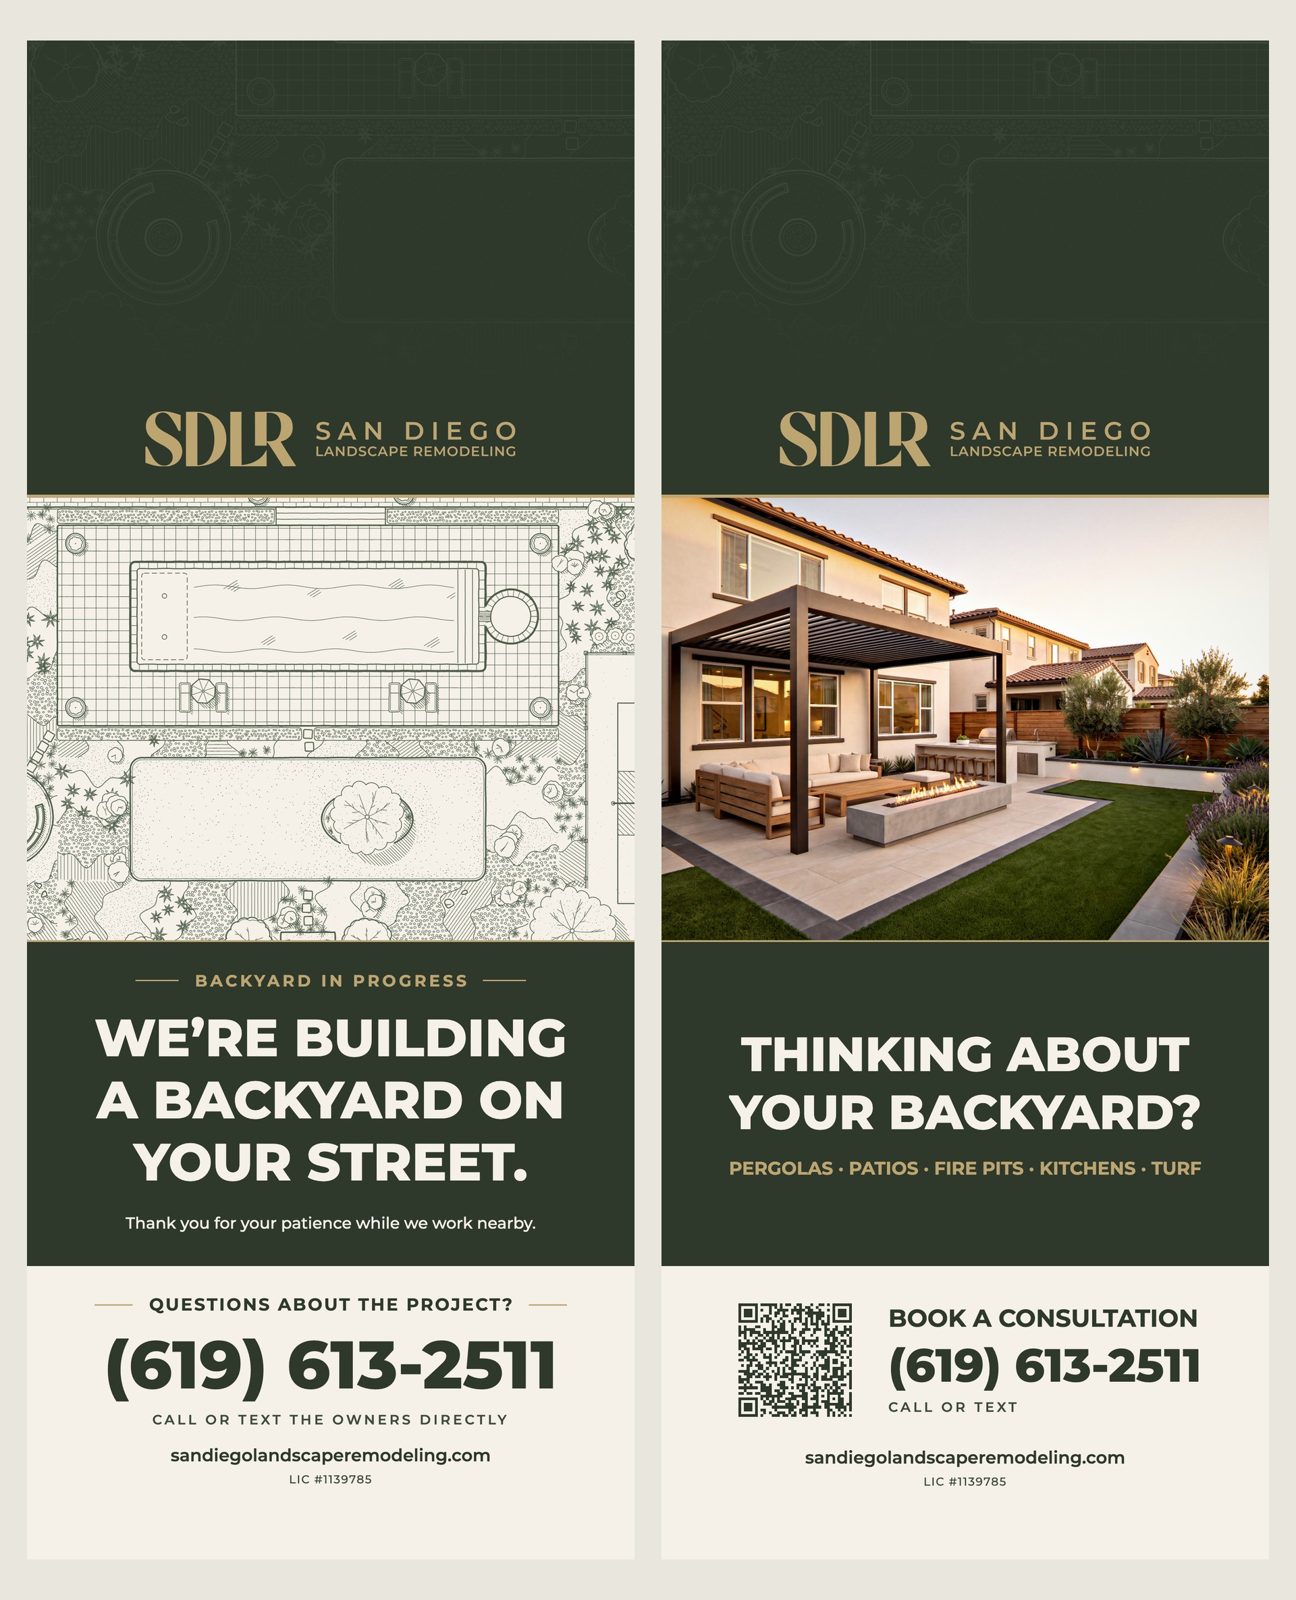 SDLR SAN DIEGO
LANDSCAPE REMODELING
BACKYARD IN PROGRESS
WE’RE BUILDING
A BACKYARD ON
YOUR STREET.
Thank you for your patience while we work nearby.
QUESTIONS ABOUT THE PROJECT?
(619) 613-2511
CALL OR TEXT THE OWNERS DIRECTLY
sandiegolandscaperemodeling.com
LIC #1139785
SDLR SAN DIEGO
LANDSCAPE REMODELING
THINKING ABOUT
YOUR BACKYARD?
PERGOLAS · PATIOS · FIRE PITS · KITCHENS · TURF
BOOK A CONSULTATION
(619) 613-2511
CALL OR TEXT
sandiegolandscaperemodeling.com
LIC #1139785